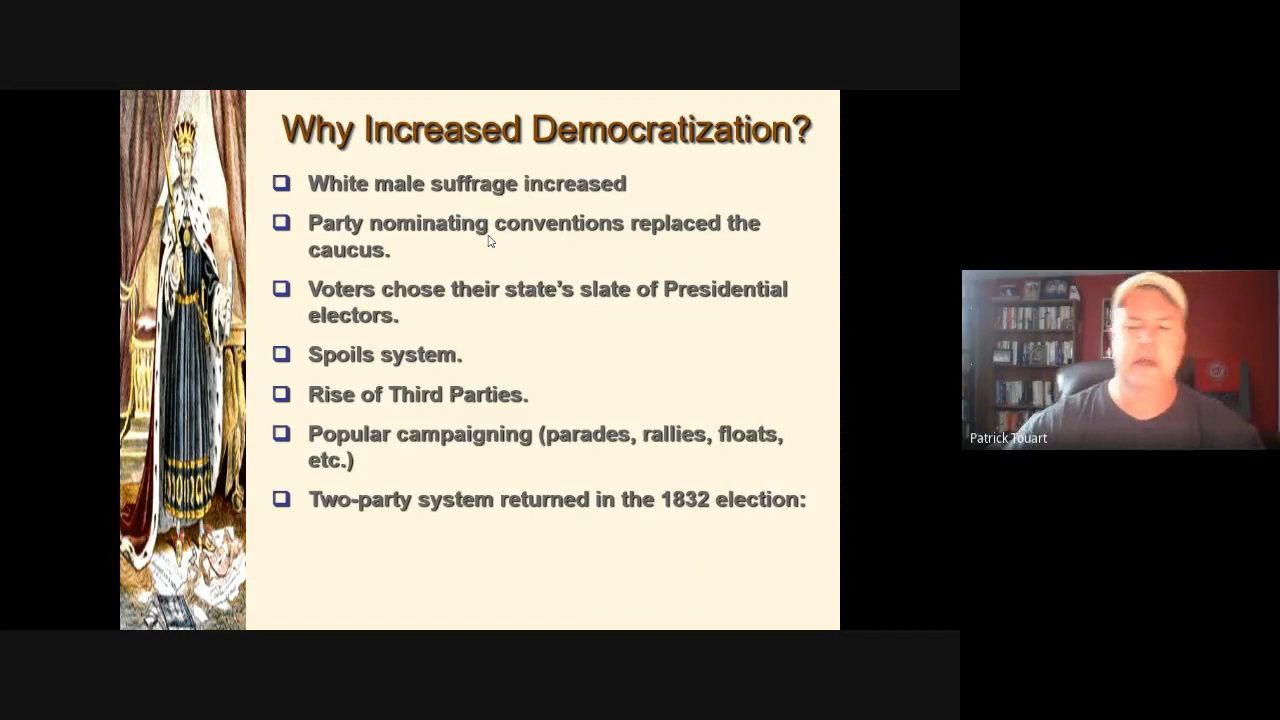 Why Increased Democratization?
White male suffrage increased
Party nominating conventions replaced the
caucus.
Voters chose their state’s slate of Presidential
electors.
Spoils system.
Rise of Third Parties.
Popular campaigning (parades, rallies, floats,
etc.)
Two-party system returned in the 1832 election:
Patrick Touart